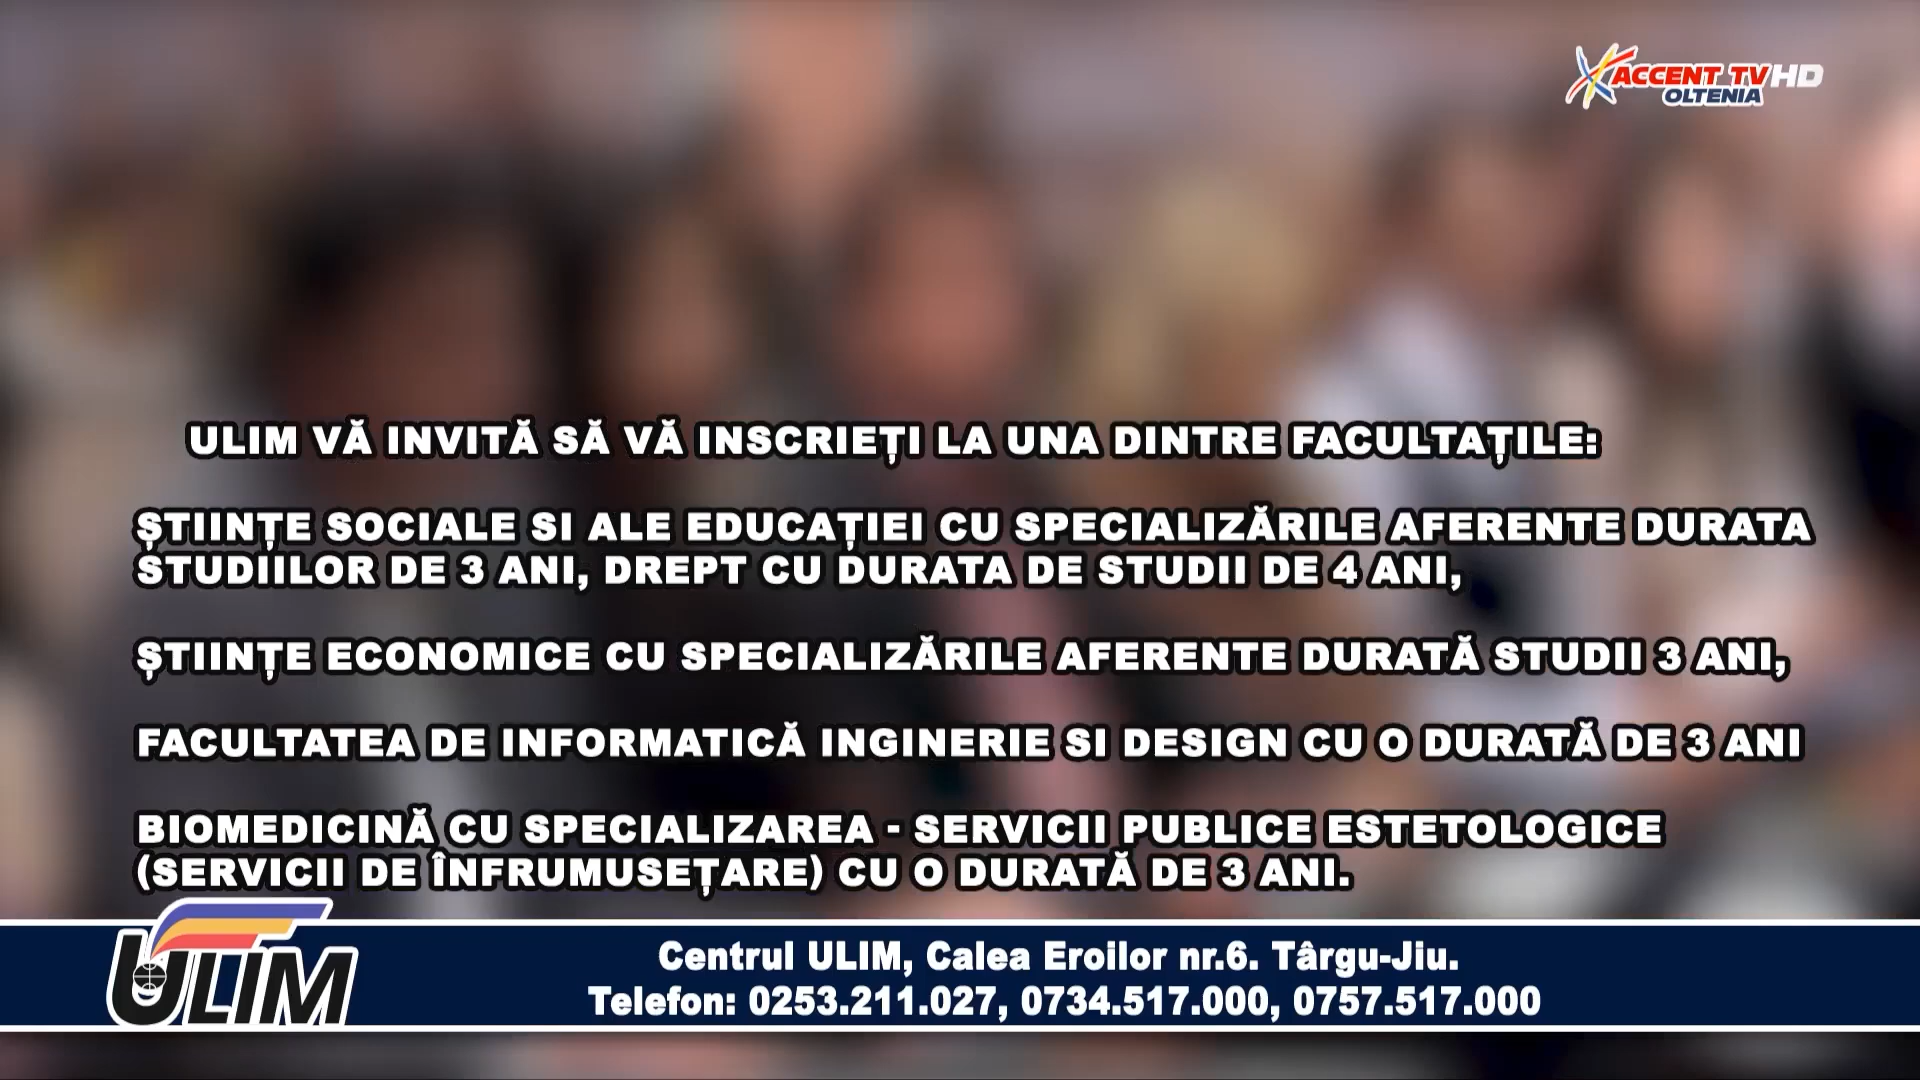 ACCENT TV HD
OLTENIA
ULIM VĂ INVITĂ SĂ VĂ INSCRIEȚI LA UNA DINTRE FACULTAȚILE:
ȘTIINȚE SOCIALE SI ALE EDUCAȚIEI CU SPECIALIZĂRILE AFERENTE DURATA
STUDIILOR DE 3 ANI, DREPT CU DURATA DE STUDII DE 4 ANI,
ȘTIINȚE ECONOMICE CU SPECIALIZĂRILE AFERENTE DURATĂ STUDII 3 ANI,
FACULTATEA DE INFORMATICĂ INGINERIE SI DESIGN CU O DURATĂ DE 3 ANI
BIOMEDICINĂ CU SPECIALIZAREA - SERVICII PUBLICE ESTETOLOGICE
(SERVICII DE ÎNFRUMUSEȚARE) CU O DURATĂ DE 3 ANI.
ULIM
Centrul ULIM, Calea Eroilor nr.6. Târgu-Jiu.
Telefon: 0253.211.027, 0734.517.000, 0757.517.000